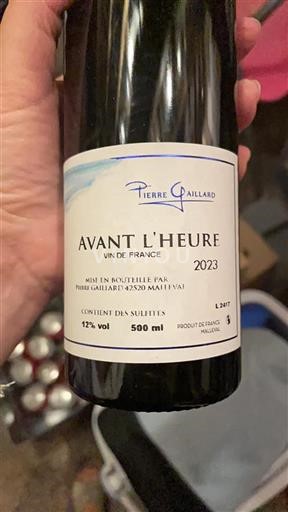 PIERRE GAILLARD
AVANT L'HEURE
VIN DE FRANCE
2023
MISE EN BOUTEILLE PAR
PIERRE GAILLARD 42520 MALLEVAL
L 2417
CONTIENT DES SULFITES
12% vol 500 ml
PRODUIT DE FRANCE
MALLEVAL